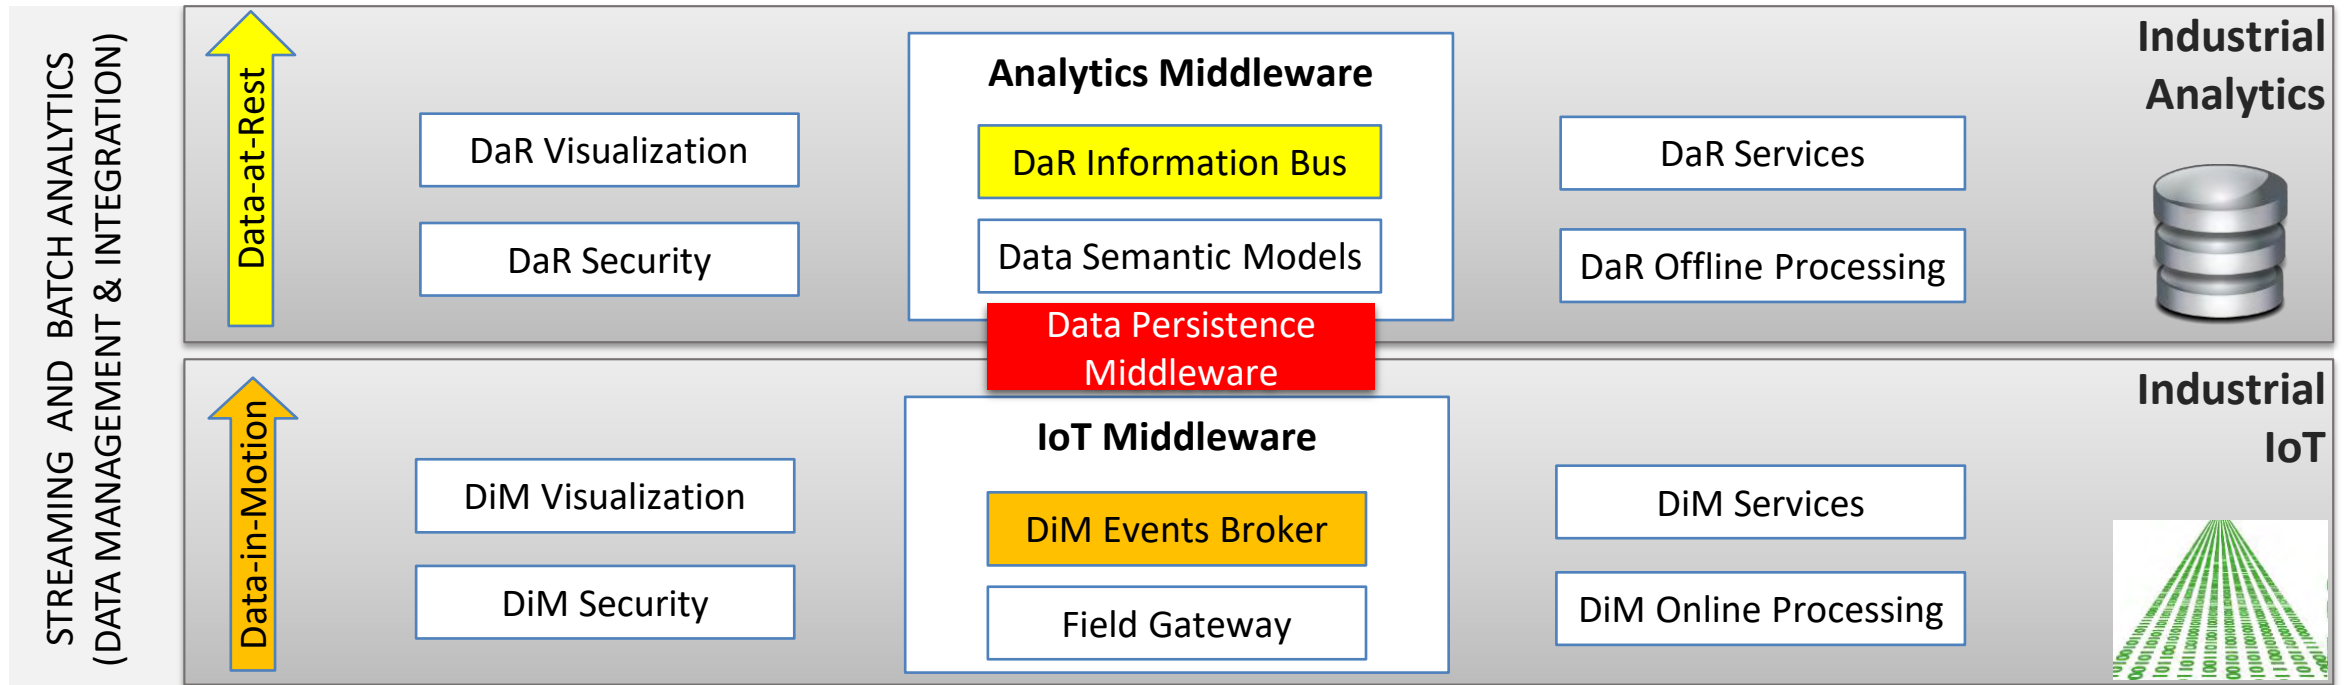 STREAMING AND BATCH ANALYTICS
(DATA MANAGEMENT & INTEGRATION)
Data-at-Rest
DaR Visualization
DaR Security
Analytics Middleware
DaR Information Bus
Data Semantic Models
Data Persistence
Middleware
DaR Services
DaR Offline Processing
Industrial
Analytics
Data-in-Motion
DiM Visualization
DiM Security
IoT Middleware
DiM Events Broker
Field Gateway
DiM Services
DiM Online Processing
Industrial
IoT